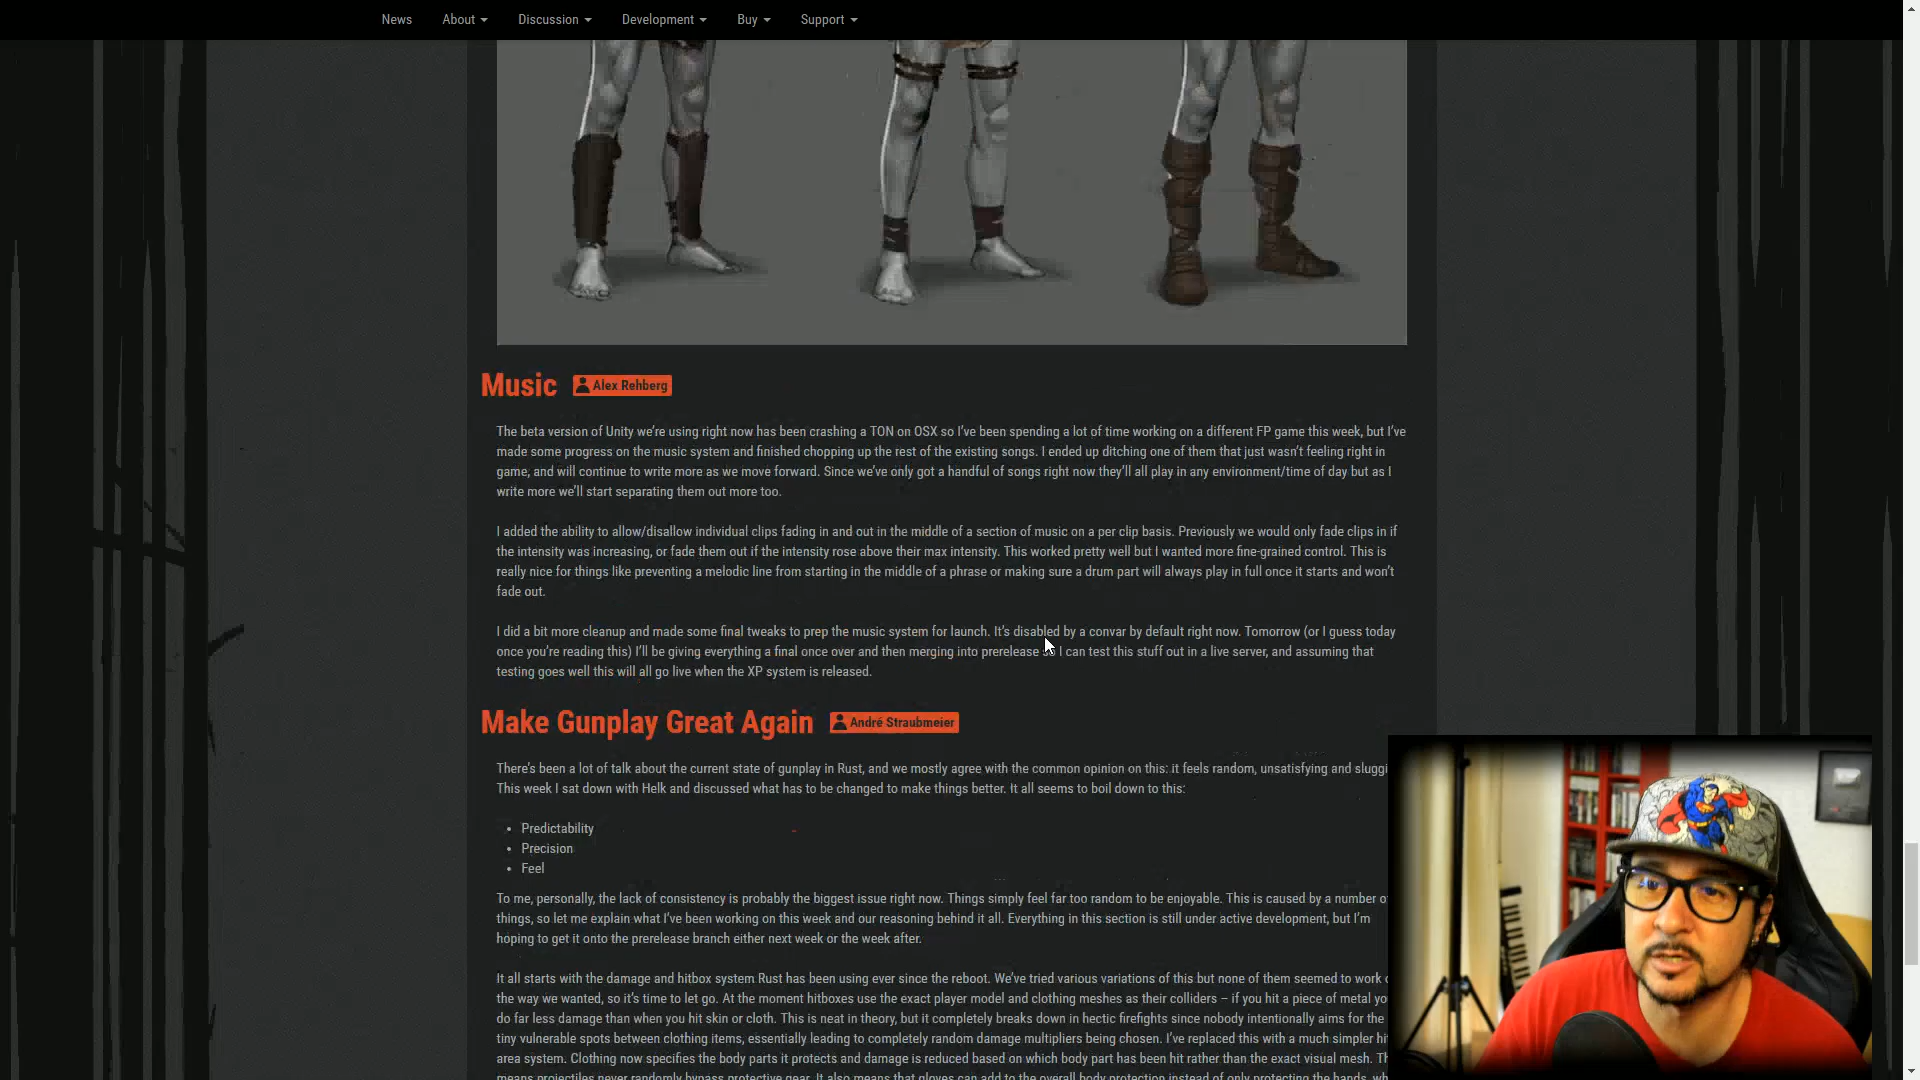 News About Discussion Development Buy Support
Music Alex Rehberg
The beta version of Unity we're using right now has been crashing a TON on OSX so I've been spending a lot of time working on a different FP game this week, but I've
made some progress on the music system and finished chopping up the rest of the existing songs. I ended up ditching one of them that just wasn't feeling right in
game, and will continue to write more as we move forward. Since we've only got a handful of songs right now they'll all play in any environment/time of day but as I
write more we'll start separating them out more too.
I added the ability to allow/disallow individual clips fading in and out in the middle of a section of music on a per clip basis. Previously we would only fade clips in if
the intensity was increasing, or fade them out if the intensity rose above their max intensity. This worked pretty well but I wanted more fine-grained control. This is
really nice for things like preventing a melodic line from starting in the middle of a phrase or making sure a drum part will always play in full once it starts and won't
fade out.
I did a bit more cleanup and made some final tweaks to prep the music system for launch. It's disabled by a convar by default right now. Tomorrow (or I guess today
once you're reading this) I'll be giving everything a final once over and then merging into prerelease so I can test this stuff out in a live server, and assuming that
testing goes well this will all go live when the XP system is released.
Make Gunplay Great Again André Straubmeier
There's been a lot of talk about the current state of gunplay in Rust, and we mostly agree with the common opinion on this: it feels random, unsatisfying and
This week I sat down with Helk and discussed what has to be changed to make things better. It all seems to boil down to this:
• Predictability
• Precision
• Feel
To me, personally, the lack of consistency is probably the biggest issue right now. Things simply feel far too random to be enjoyable. This is caused by a number
things, so let me explain what I've been working on this week and our reasoning behind it all. Everything in this section is still under active development, but I'm
hoping to get it onto the prerelease branch either next week or the week after.
It all starts with the damage and hitbox system Rust has been using ever since the reboot. We've tried various variations of this but none of them seemed to work
the way we wanted, so it's time to let go. At the moment hitboxes use the exact player model and clothing meshes as their colliders – if you hit a piece of metal
do far less damage than when you hit skin or cloth. This is neat in theory, but it completely breaks down in hectic firefights since nobody intentionally aims for the
tiny vulnerable spots between clothing items, essentially leading to completely random damage multipliers being chosen. I've replaced this with a much simpler
area system. Clothing now specifies the body parts it protects and damage is reduced based on which body part has been hit rather than the exact visual mesh.
means projectiles never randomly bypass protective gear. It also means that gloves can add to the overall body protection instead of only protecting the hands,